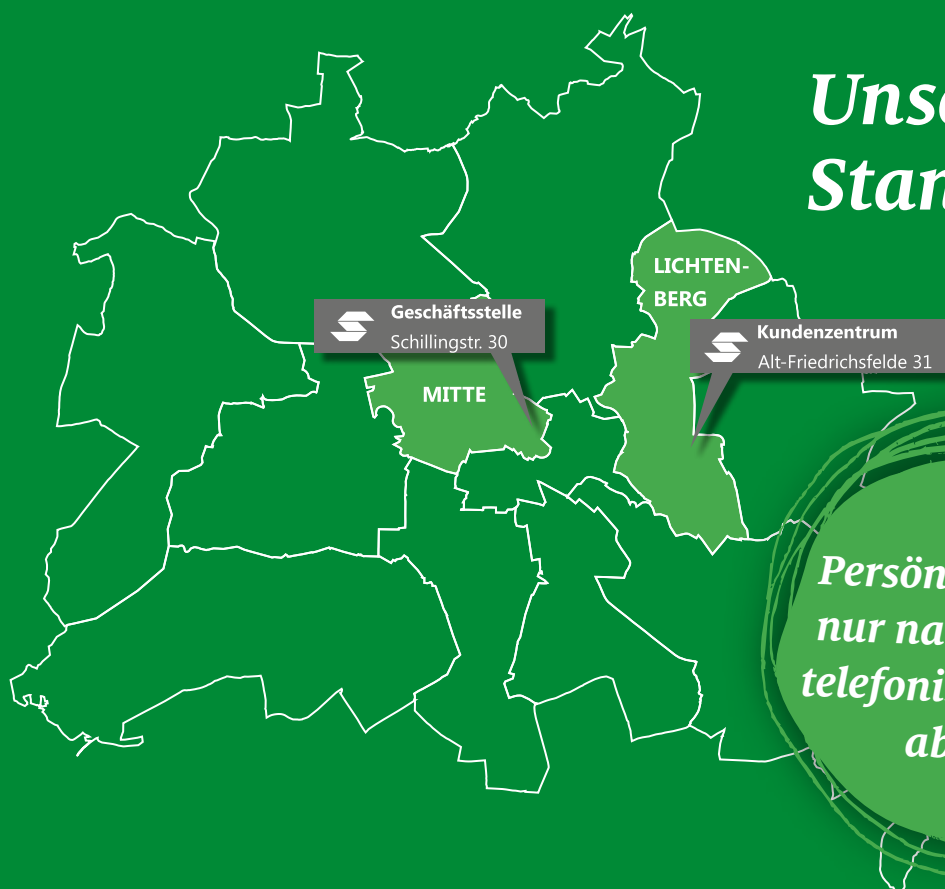 Uns
Stan
LICHTEN-
BERG
Geschäftsstelle
Schillingstr. 30
Kundenzentrum
Alt-Friedrichsfelde 31
MITTE
Persön
nur na
telefoni
ab